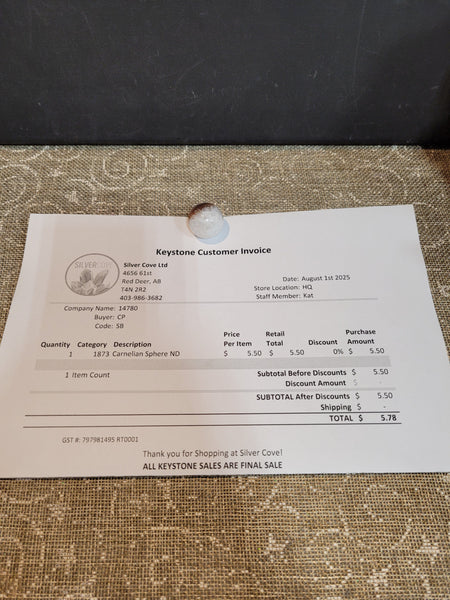 Keystone Customer Invoice
SILVER COVE
Silver Cove Ltd
4656 61st
Red Deer, AB
T4N 2R2
403-986-3682
Date: August 1st 2025
Store Location: HQ
Staff Member: Kat
Company Name: 14780
Buyer: CP
Code: SB
Quantity Category Description Price Per Item Retail Total Discount Purchase Amount
1 1873 Carnelian Sphere ND $ 5.50 $ 5.50 0% $ 5.50
1 Item Count
Subtotal Before Discounts $ 5.50
Discount Amount $ -
SUBTOTAL After Discounts $ 5.50
Shipping $ -
TOTAL $ 5.78
GST #: 797981495 RT0001
Thank you for Shopping at Silver Cove!
ALL KEYSTONE SALES ARE FINAL SALE